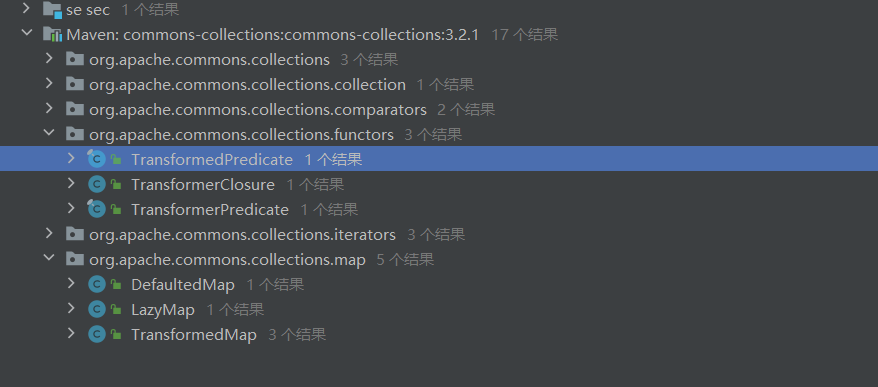 se sec 1个结果
Maven: commons-collections:commons-collections:3.2.1 17个结果
org.apache.commons.collections 3个结果
org.apache.commons.collections.collection 1个结果
org.apache.commons.collections.comparators 2个结果
org.apache.commons.collections.functors 3个结果
TransformedPredicate 1个结果
TransformerClosure 1个结果
TransformerPredicate 1个结果
org.apache.commons.collections.iterators 3个结果
org.apache.commons.collections.map 5个结果
DefaultedMap 1个结果
LazyMap 1个结果
TransformedMap 3个结果